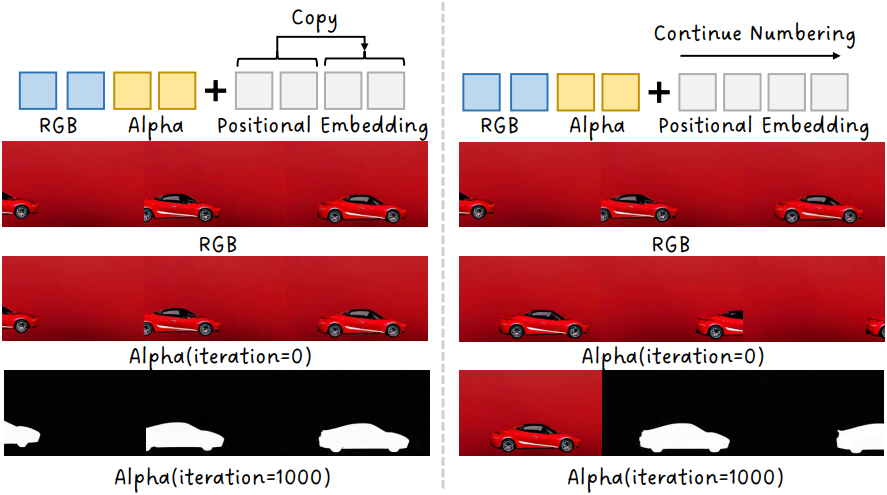 Copy
RGB Alpha Positional Embedding
RGB
Alpha(iteration=0)
Alpha(iteration=1000)
Continue Numbering
RGB Alpha Positional Embedding
RGB
Alpha(iteration=0)
Alpha(iteration=1000)